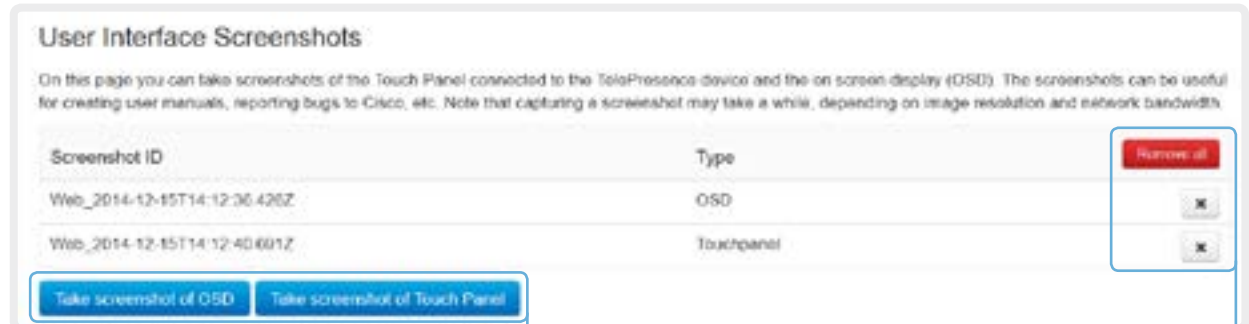 User Interface Screenshots
On this page you can take screenshots of the Touch Panel connected to the TelePresence device and the on screen display (OSD). The screenshots can be useful
for creating user manuals, reporting bugs to Cisco, etc. Note that capturing a screenshot may take a while, depending on image resolution and network bandwidth.
Screenshot ID Type Remove all
Web_2014-12-15T14:12:36.426Z OSD
Web_2014-12-15T14:12:40.691Z Touchpanel
Take screenshot of OSD Take screenshot of Touch Panel